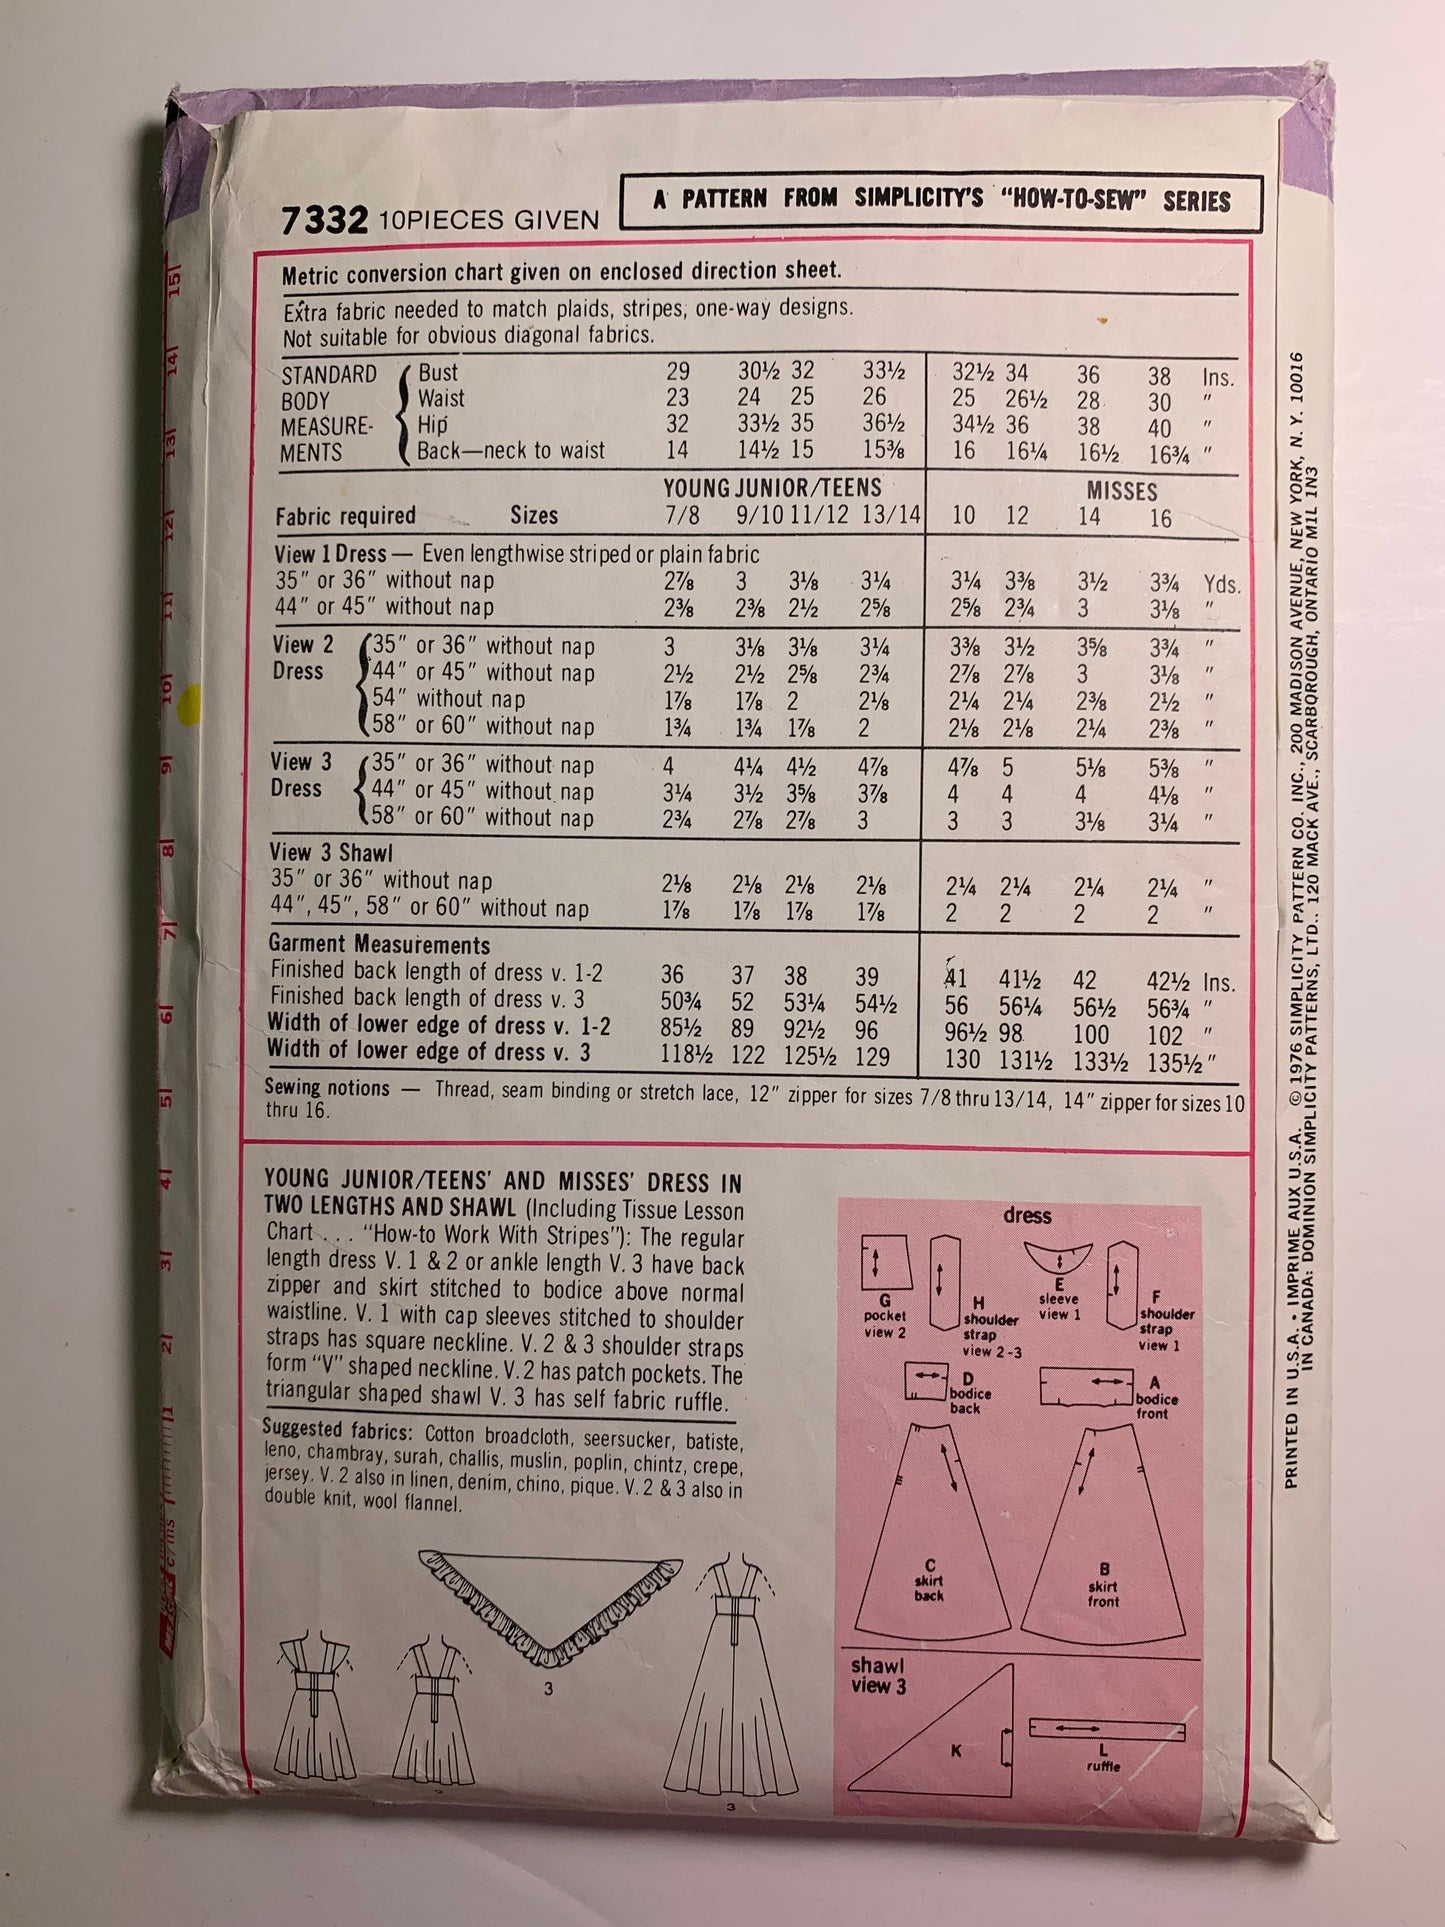 7332 10 PIECES GIVEN
A PATTERN FROM SIMPLICITY'S "HOW-TO-SEW" SERIES
Metric conversion chart given on enclosed direction sheet.
Extra fabric needed to match plaids, stripes, one-way designs.
Not suitable for obvious diagonal fabrics.
STANDARD BODY MEASURE-MENTS
Bust 29 30½ 32 33½ 32½ 34 36 38 Ins.
Waist 23 24 25 26 25 26½ 28 30 "
Hip 32 33½ 35 36½ 34½ 36 38 40 "
Back—neck to waist 14 14½ 15 15⅜ 16 16¼ 16½ 16¾ "
YOUNG JUNIOR/TEENS MISSES
Fabric required Sizes 7/8 9/10 11/12 13/14 10 12 14 16
View 1 Dress — Even lengthwise striped or plain fabric
35" or 36" without nap 2⅞ 3 3⅛ 3¼ 3¼ 3⅜ 3½ 3¾ Yds.
44" or 45" without nap 2⅜ 2⅜ 2½ 2⅝ 2⅝ 2¾ 3 3⅛ "
View 2 Dress
35" or 36" without nap 3 3⅛ 3⅛ 3¼ 3⅜ 3½ 3⅝ 3¾ "
44" or 45" without nap 2½ 2½ 2⅝ 2¾ 2⅞ 2⅞ 3 3⅛ "
54" without nap 1⅞ 1⅞ 2 2⅛ 2¼ 2¼ 2⅜ 2½ "
58" or 60" without nap 1¾ 1¾ 1⅞ 2 2⅛ 2⅛ 2¼ 2⅜ "
View 3 Dress
35" or 36" without nap 4 4¼ 4½ 4⅞ 4⅞ 5 5⅛ 5⅜ "
44" or 45" without nap 3¼ 3½ 3⅝ 3⅞ 4 4 4 4⅛ "
58" or 60" without nap 2¾ 2⅞ 2⅞ 3 3 3 3⅛ 3¼ "
View 3 Shawl
35" or 36" without nap 2⅛ 2⅛ 2⅛ 2⅛ 2¼ 2¼ 2¼ 2¼ "
44", 45", 58" or 60" without nap 1⅞ 1⅞ 1⅞ 1⅞ 2 2 2 2 "
Garment Measurements
Finished back length of dress v. 1-2 36 37 38 39 41 41½ 42 42½ Ins.
Finished back length of dress v. 3 50¾ 52 53¼ 54½ 56 56¼ 56½ 56¾ "
Width of lower edge of dress v. 1-2 85½ 89 92½ 96 96½ 98 100 102 "
Width of lower edge of dress v. 3 118½ 122 125½ 129 130 131½ 133½ 135½ "
Sewing notions — Thread, seam binding or stretch lace, 12" zipper for sizes 7/8 thru 13/14, 14" zipper for sizes 10
thru 16.
YOUNG JUNIOR/TEENS' AND MISSES' DRESS IN
TWO LENGTHS AND SHAWL (Including Tissue Lesson
Chart . . . "How-to Work With Stripes"): The regular
length dress V. 1 & 2 or ankle length V. 3 have back
zipper and skirt stitched to bodice above normal
waistline. V. 1 with cap sleeves stitched to shoulder
straps has square neckline. V. 2 & 3 shoulder straps
form "V" shaped neckline. V. 2 has patch pockets. The
triangular shaped shawl V. 3 has self fabric ruffle.
Suggested fabrics: Cotton broadcloth, seersucker, batiste,
leno, chambray, surah, challis, muslin, poplin, chintz, crepe,
jersey. V. 2 also in linen, denim, chino, pique. V. 2 & 3 also in
double knit, wool flannel.
3
3
dress
G
pocket
view 2
H
shoulder
strap
view 2-3
E
sleeve
view 1
F
shoulder
strap
view 1
D
bodice
back
A
bodice
front
C
skirt
back
B
skirt
front
shawl
view 3
K
L
ruffle
PRINTED IN U.S.A. • IMPRIME AUX U.S.A. © 1976 SIMPLICITY PATTERN CO. INC., 200 MADISON AVENUE, NEW YORK, N. Y. 10016
IN CANADA: DOMINION SIMPLICITY PATTERNS, LTD., 120 MACK AVE., SCARBOROUGH, ONTARIO M1L 1N3
15
14
13
12
11
10
9
8
7
6
5
4
3
2
1
c/ms